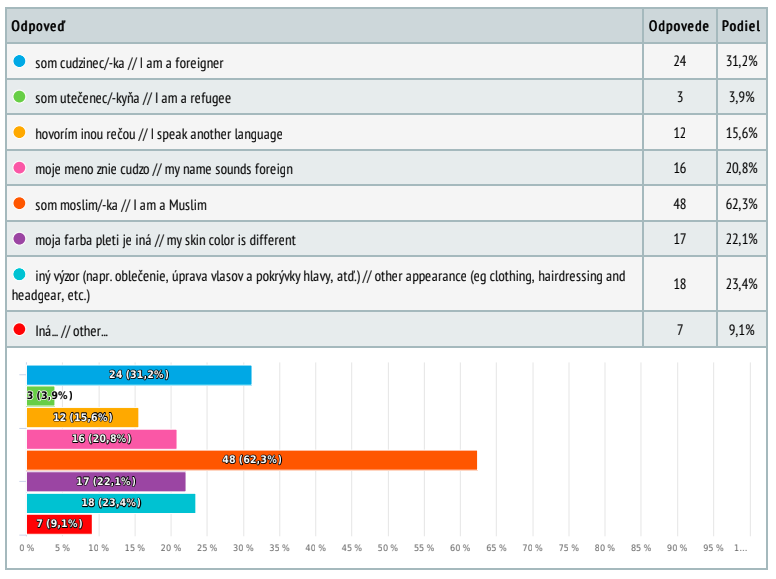 Odpoveď Odpovede Podiel
som cudzinec/-ka // I am a foreigner 24 31,2%
som utečenec/-kyňa // I am a refugee 3 3,9%
hovorím inou rečou // I speak another language 12 15,6%
moje meno znie cudzo // my name sounds foreign 16 20,8%
som moslim/-ka // I am a Muslim 48 62,3%
moja farba pleti je iná // my skin color is different 17 22,1%
iný výzor (napr. oblečenie, úprava vlasov a pokrývky hlavy, atď.) // other appearance (eg clothing, hairdressing and
headgear, etc.) 18 23,4%
Iná... // other... 7 9,1%
24 (31,2%)
3 (3,9%)
12 (15,6%)
16 (20,8%)
48 (62,3%)
17 (22,1%)
18 (23,4%)
7 (9,1%)
0 % 5 % 10 % 15 % 20 % 25 % 30 % 35 % 40 % 45 % 50 % 55 % 60 % 65 % 70 % 75 % 80 % 85 % 90 % 95 % 1...